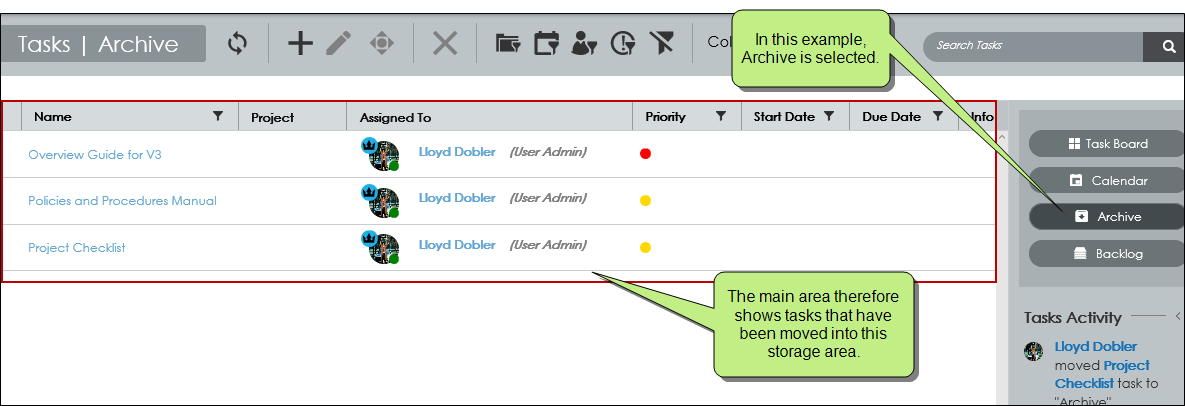 Tasks | Archive
Col
Search Tasks
In this example,
Archive is selected.
Name
Project
Assigned To
Priority
Start Date
Due Date
Info
Overview Guide for V3
Lloyd Dobler (User Admin)
Policies and Procedures Manual
Lloyd Dobler (User Admin)
Project Checklist
Lloyd Dobler (User Admin)
Task Board
Calendar
Archive
Backlog
The main area therefore
shows tasks that have
been moved into this
storage area.
Tasks Activity
Lloyd Dobler
moved Project
Checklist task to
"Archive"